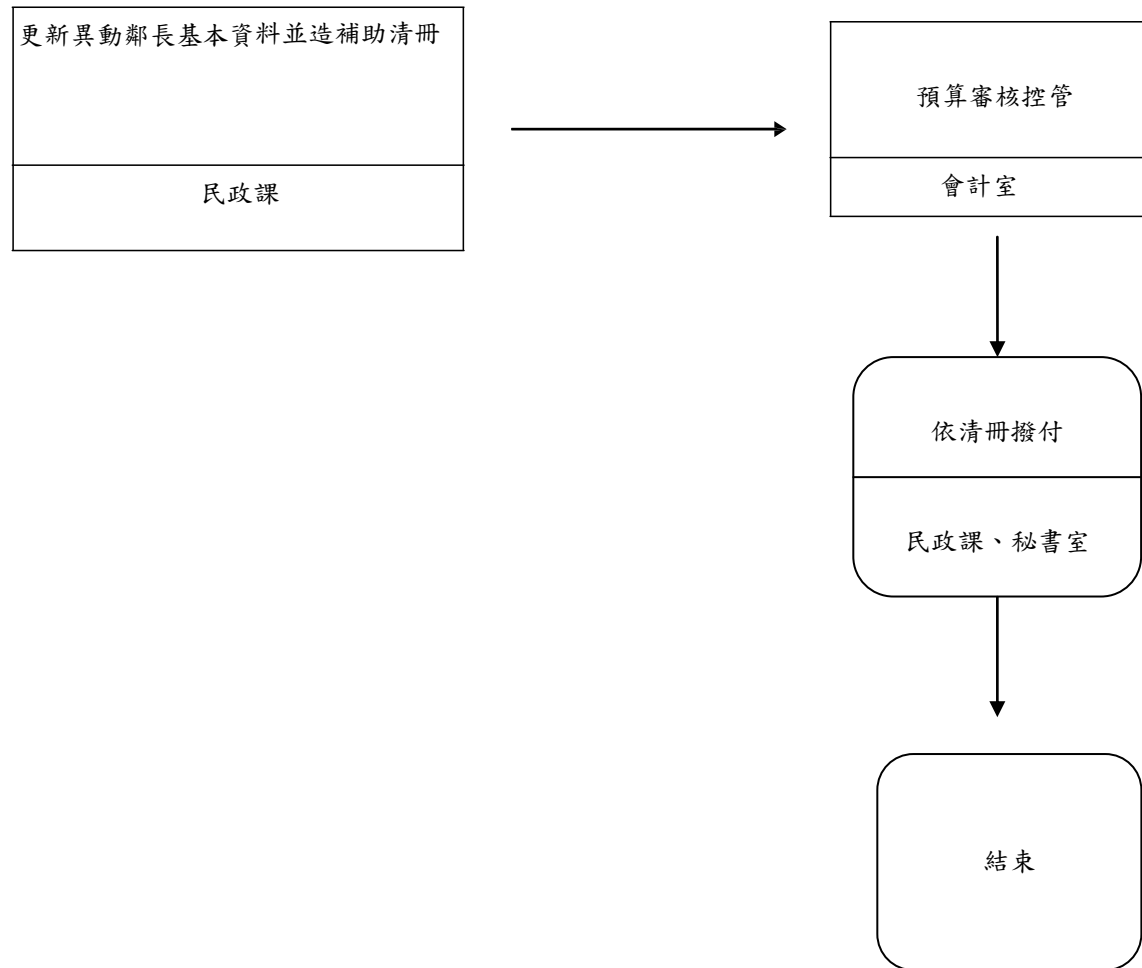 更新異動鄰長基本資料並造補助清冊
民政課
預算審核控管
會計室
依清冊撥付
民政課、秘書室
結束